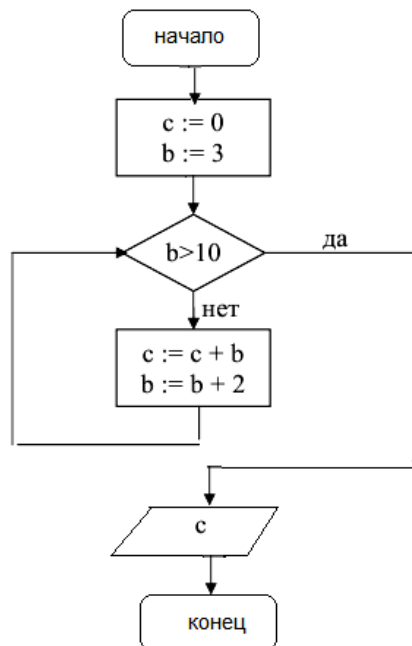 начало
c := 0
b := 3
b>10
да
нет
c := c + b
b := b + 2
c
конец